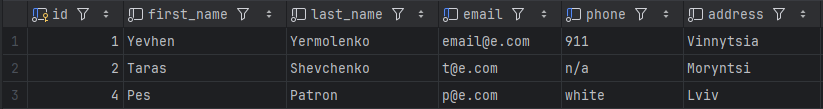 id first_name last_name email phone address
1 1 Yevhen Yermolenko email@e.com 911 Vinnytsia
2 2 Taras Shevchenko t@e.com n/a Moryntsi
3 4 Pes Patron p@e.com white Lviv